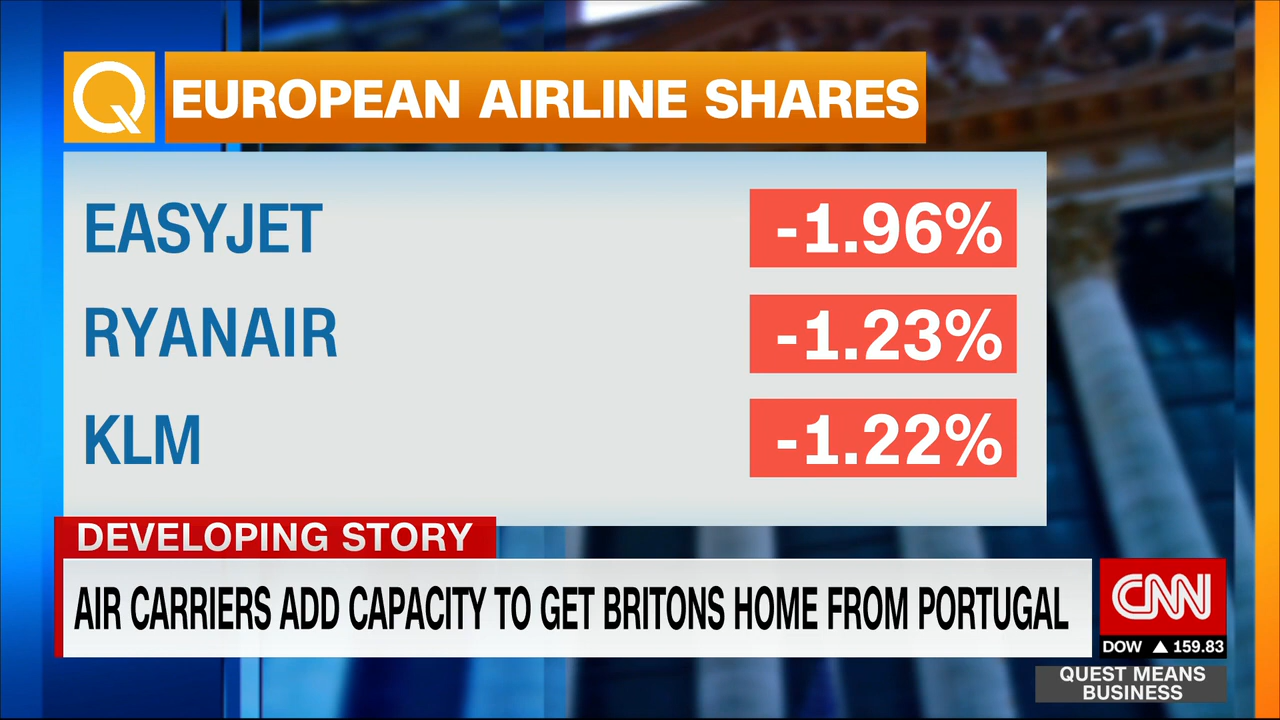 Q EUROPEAN AIRLINE SHARES
EASYJET -1.96%
RYANAIR -1.23%
KLM -1.22%
DEVELOPING STORY
AIR CARRIERS ADD CAPACITY TO GET BRITONS HOME FROM PORTUGAL
CNN
DOW ▲ 159.83
QUEST MEANS
BUSINESS